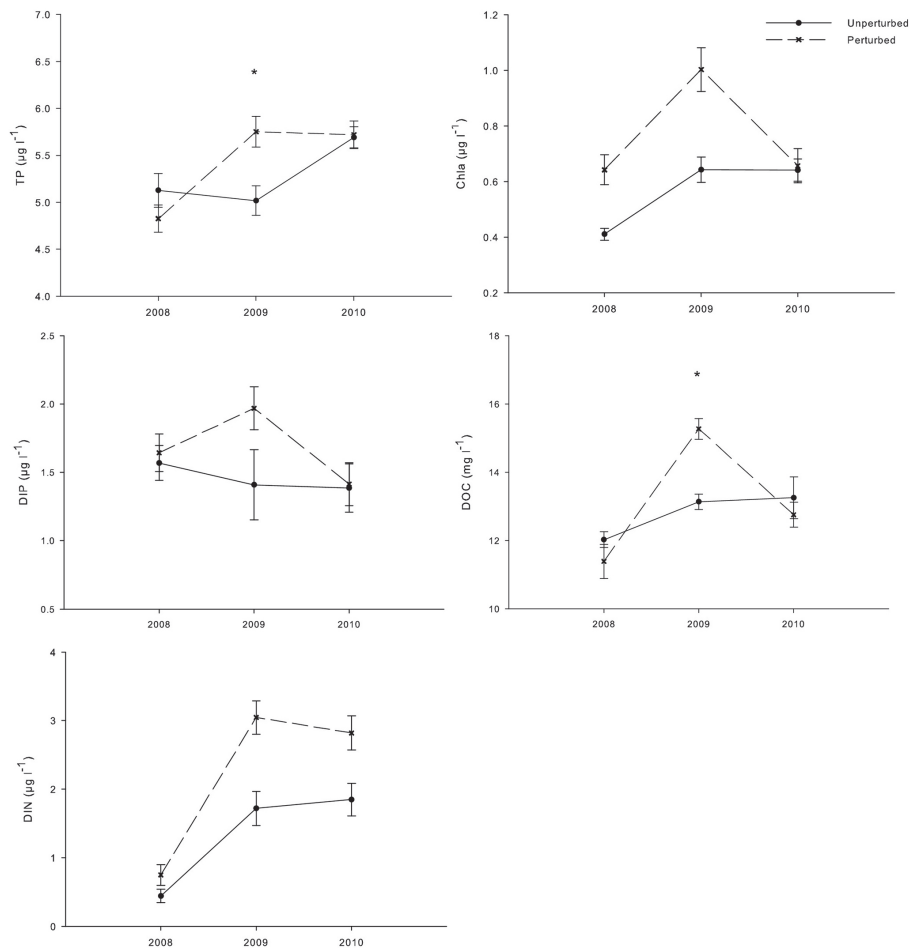 Unperturbed
Perturbed
TP (µg l⁻¹)
7.0
6.5
6.0
5.5
5.0
4.5
4.0
*
2008 2009 2010
Chla (µg l⁻¹)
1.2
1.0
0.8
0.6
0.4
0.2
2008 2009 2010
DIP (µg l⁻¹)
2.5
2.0
1.5
1.0
0.5
2008 2009 2010
DOC (mg l⁻¹)
18
16
14
12
10
*
2008 2009 2010
DIN (µg l⁻¹)
4
3
2
1
0
2008 2009 2010